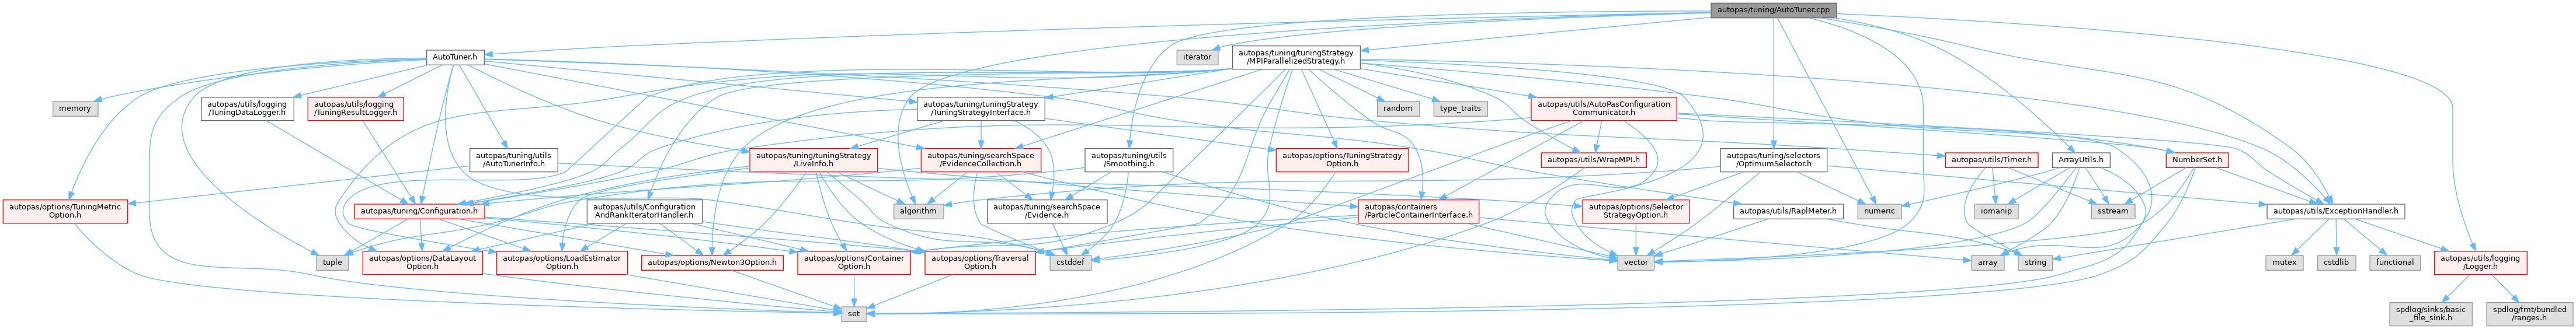 autopas/tuning/AutoTuner.cpp
AutoTuner.h
iterator
autopas/tuning/tuningStrategy
/MPIParallelizedStrategy.h
memory
autopas/utils/logging
/TuningDataLogger.h
autopas/utils/logging
/TuningResultLogger.h
autopas/tuning/tuningStrategy
/TuningStrategyInterface.h
random
type_traits
autopas/utils/AutoPasConfiguration
Communicator.h
autopas/tuning/utils
/AutoTunerInfo.h
autopas/tuning/tuningStrategy
/LiveInfo.h
autopas/tuning/searchSpace
/EvidenceCollection.h
autopas/tuning/utils
/Smoothing.h
autopas/options/TuningStrategy
Option.h
autopas/utils/WrapMPI.h
autopas/tuning/selectors
/OptimumSelector.h
autopas/utils/Timer.h
ArrayUtils.h
NumberSet.h
autopas/options/TuningMetric
Option.h
autopas/tuning/Configuration.h
autopas/utils/Configuration
AndRankIteratorHandler.h
algorithm
autopas/tuning/searchSpace
/Evidence.h
autopas/containers
/ParticleContainerInterface.h
autopas/options/Selector
StrategyOption.h
autopas/utils/RaplMeter.h
numeric
iomanip
sstream
autopas/utils/ExceptionHandler.h
tuple
autopas/options/DataLayout
Option.h
autopas/options/LoadEstimator
Option.h
autopas/options/Newton3Option.h
autopas/options/Container
Option.h
autopas/options/Traversal
Option.h
cstddef
vector
array
string
mutex
cstdlib
functional
autopas/utils/logging
/Logger.h
set
spdlog/sinks/basic
_file_sink.h
spdlog/fmt/bundled
/ranges.h